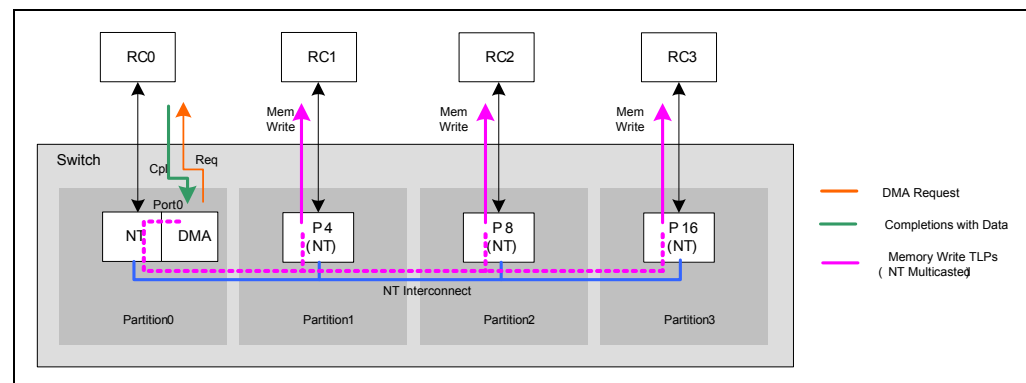 RC0
RC1
RC2
RC3
Mem
Write
Mem
Write
Mem
Write
Switch
Cpl
Req
Port0
NT
DMA
P 4
(NT)
P 8
(NT)
P 16
(NT)
NT Interconnect
Partition0
Partition1
Partition2
Partition3
DMA Request
Completions with Data
Memory Write TLPs
( NT Multicasted)